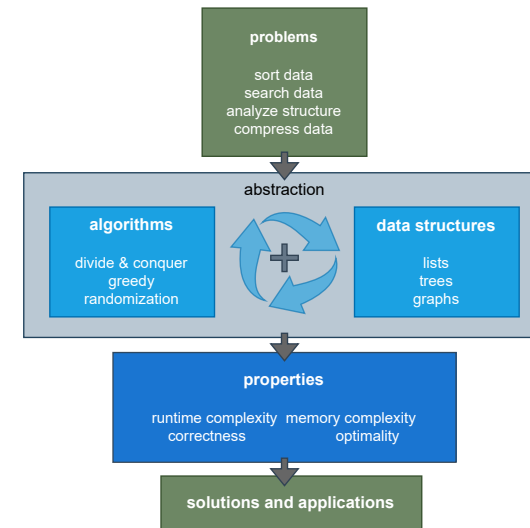 problems
sort data
search data
analyze structure
compress data
abstraction
algorithms
divide & conquer
greedy
randomization
data structures
lists
trees
graphs
properties
runtime complexity memory complexity
correctness optimality
solutions and applications